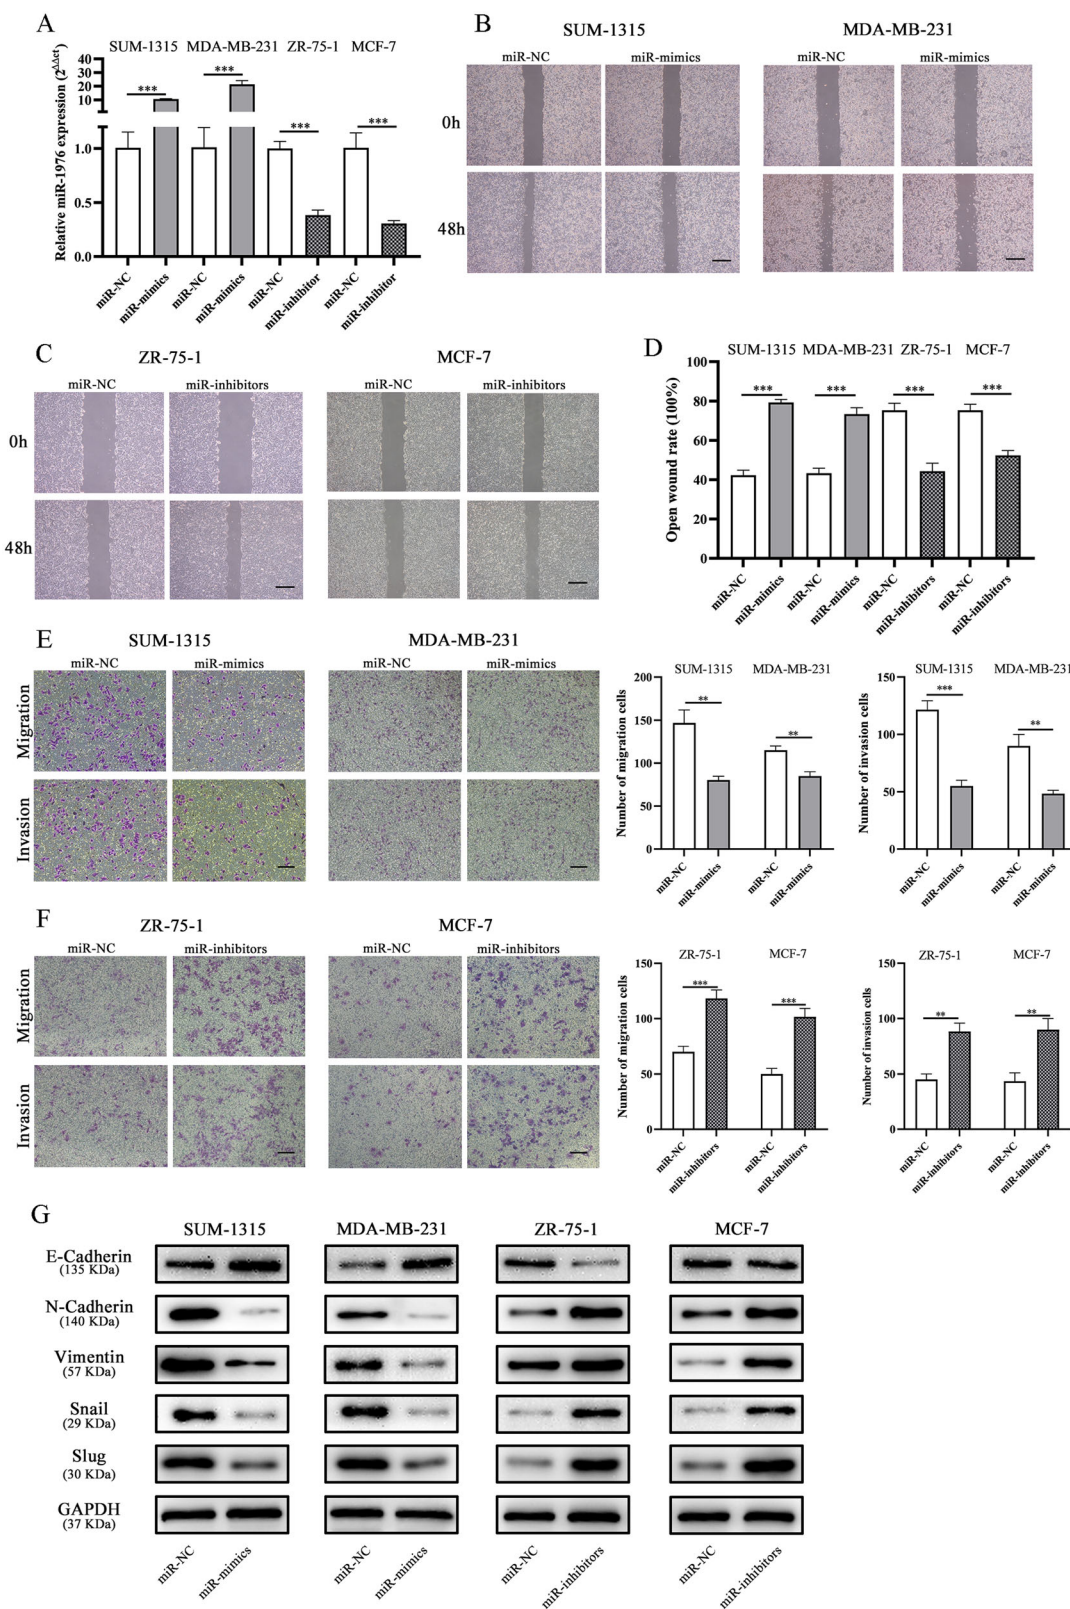 A
SUM-1315 MDA-MB-231 ZR-75-1 MCF-7
Relative miR-1976 expression (2^ΔΔct)
40
30
20
10
1.0
0.5
0.0
*** *** *** ***
miR-NC miR-mimics miR-NC miR-mimics miR-NC miR-inhibitor miR-NC miR-inhibitor
B
SUM-1315 MDA-MB-231
miR-NC miR-mimics miR-NC miR-mimics
0h
48h
C
ZR-75-1 MCF-7
miR-NC miR-inhibitors miR-NC miR-inhibitors
0h
48h
D
SUM-1315 MDA-MB-231 ZR-75-1 MCF-7
Open wound rate (100%)
100
80
60
40
20
0
*** *** *** ***
miR-NC miR-mimics miR-NC miR-mimics miR-NC miR-inhibitors miR-NC miR-inhibitors
E
SUM-1315 MDA-MB-231
miR-NC miR-mimics miR-NC miR-mimics
Migration
Invasion
SUM-1315 MDA-MB-231
Number of migration cells
200
150
100
50
0
** **
miR-NC miR-mimics miR-NC miR-mimics
SUM-1315 MDA-MB-231
Number of invasion cells
150
100
50
0
*** **
miR-NC miR-mimics miR-NC miR-mimics
F
ZR-75-1 MCF-7
miR-NC miR-inhibitors miR-NC miR-inhibitors
Migration
Invasion
ZR-75-1 MCF-7
Number of migration cells
150
100
50
0
*** ***
miR-NC miR-inhibitors miR-NC miR-inhibitors
ZR-75-1 MCF-7
Number of invasion cells
150
100
50
0
** **
miR-NC miR-inhibitors miR-NC miR-inhibitors
G
SUM-1315 MDA-MB-231 ZR-75-1 MCF-7
E-Cadherin
(135 KDa)
N-Cadherin
(140 KDa)
Vimentin
(57 KDa)
Snail
(29 KDa)
Slug
(30 KDa)
GAPDH
(37 KDa)
miR-NC miR-mimics miR-NC miR-mimics miR-NC miR-inhibitors miR-NC miR-inhibitors